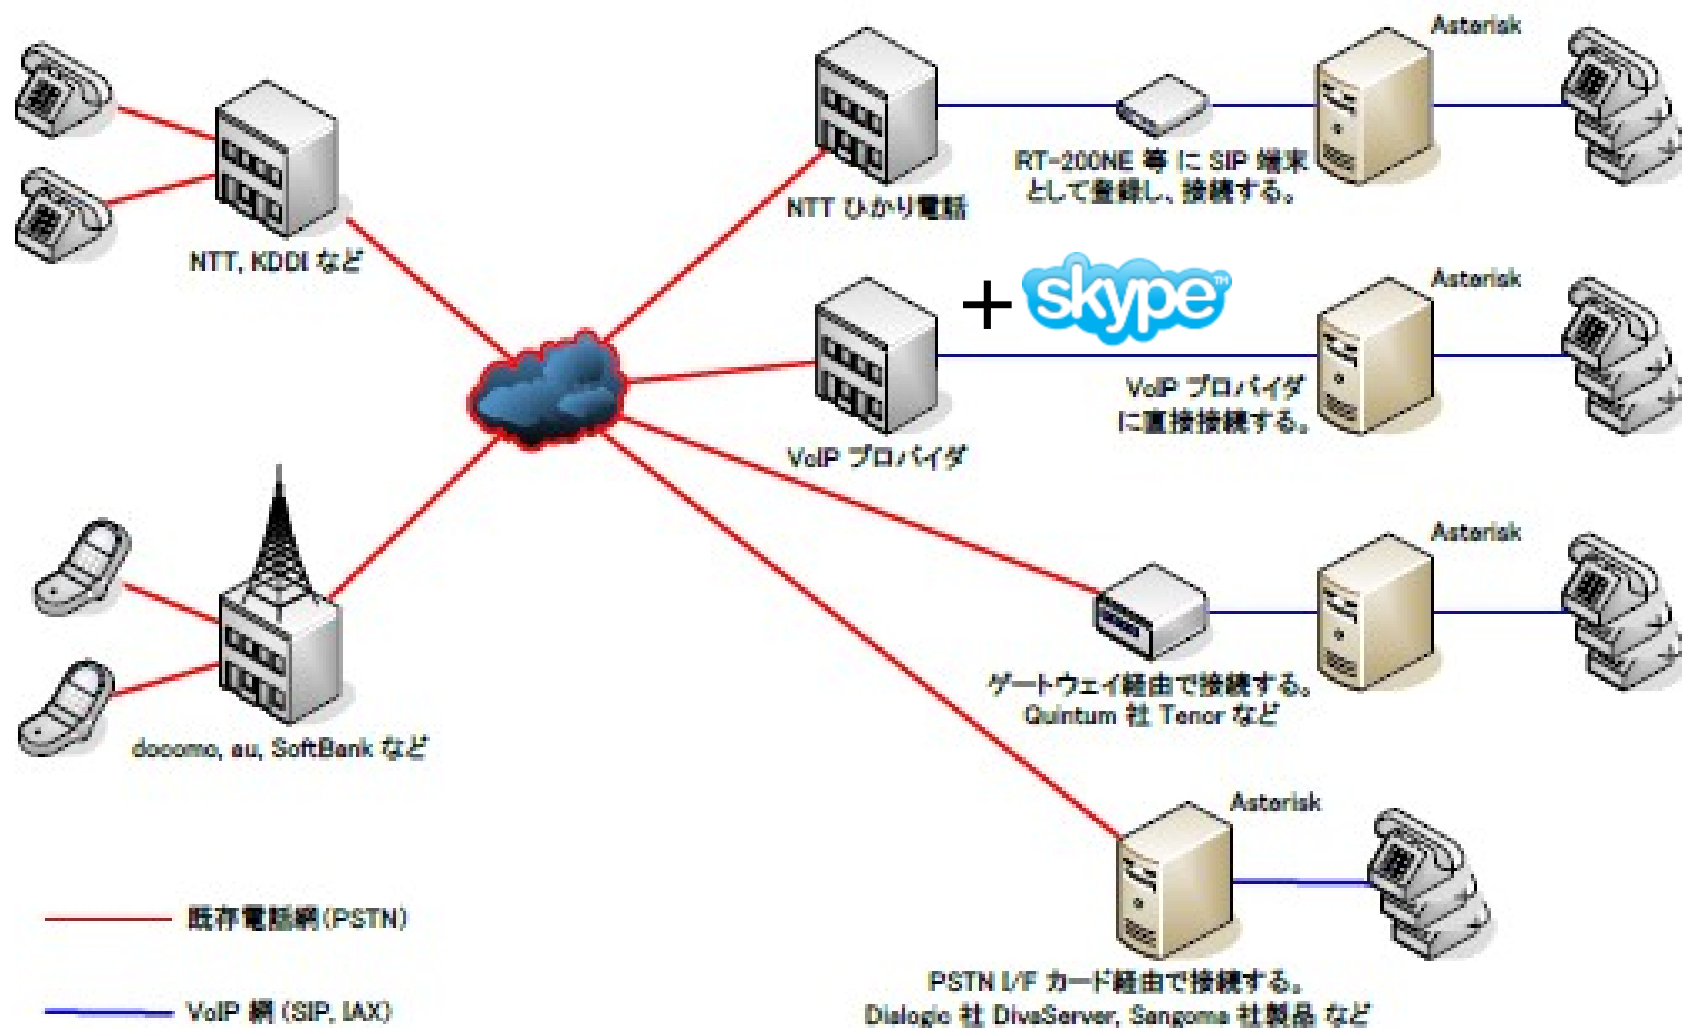 Asterisk
RT-200NE 等 に SIP 端末
として登録し、接続する。
NTT ひかり電話
NTT, KDDI など
+ skype™
Asterisk
VoIP プロバイダ
に直接接続する。
VoIP プロバイダ
Asterisk
ゲートウェイ経由で接続する。
Quintum 社 Tenor など
docomo, au, SoftBank など
Asterisk
既存電話網(PSTN)
PSTN I/F カード経由で接続する。
Dialogic 社 DivaServer, Sangoma 社製品 など
VoIP 網 (SIP, IAX)